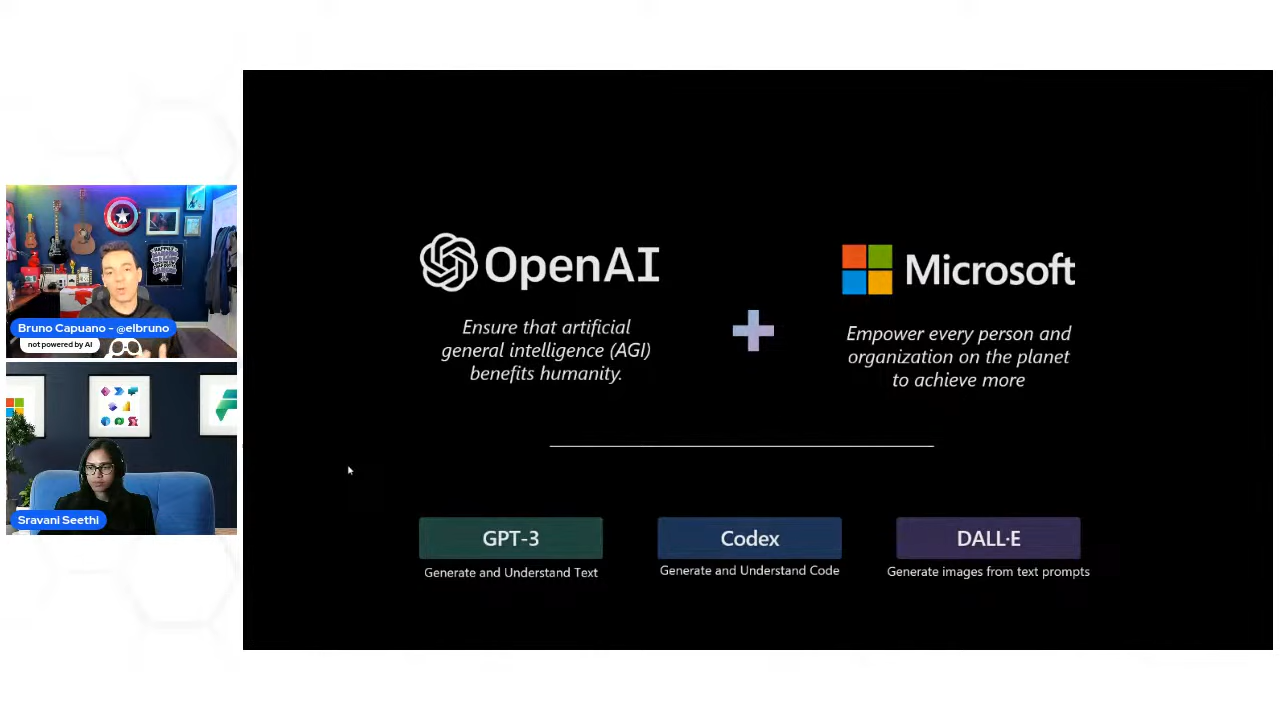 Bruno Capuano - @elbruno
not powered by AI
Sravani Seethi
OpenAI
Ensure that artificial
general intelligence (AGI)
benefits humanity.
Microsoft
Empower every person and
organization on the planet
to achieve more
GPT-3
Generate and Understand Text
Codex
Generate and Understand Code
DALL·E
Generate images from text prompts